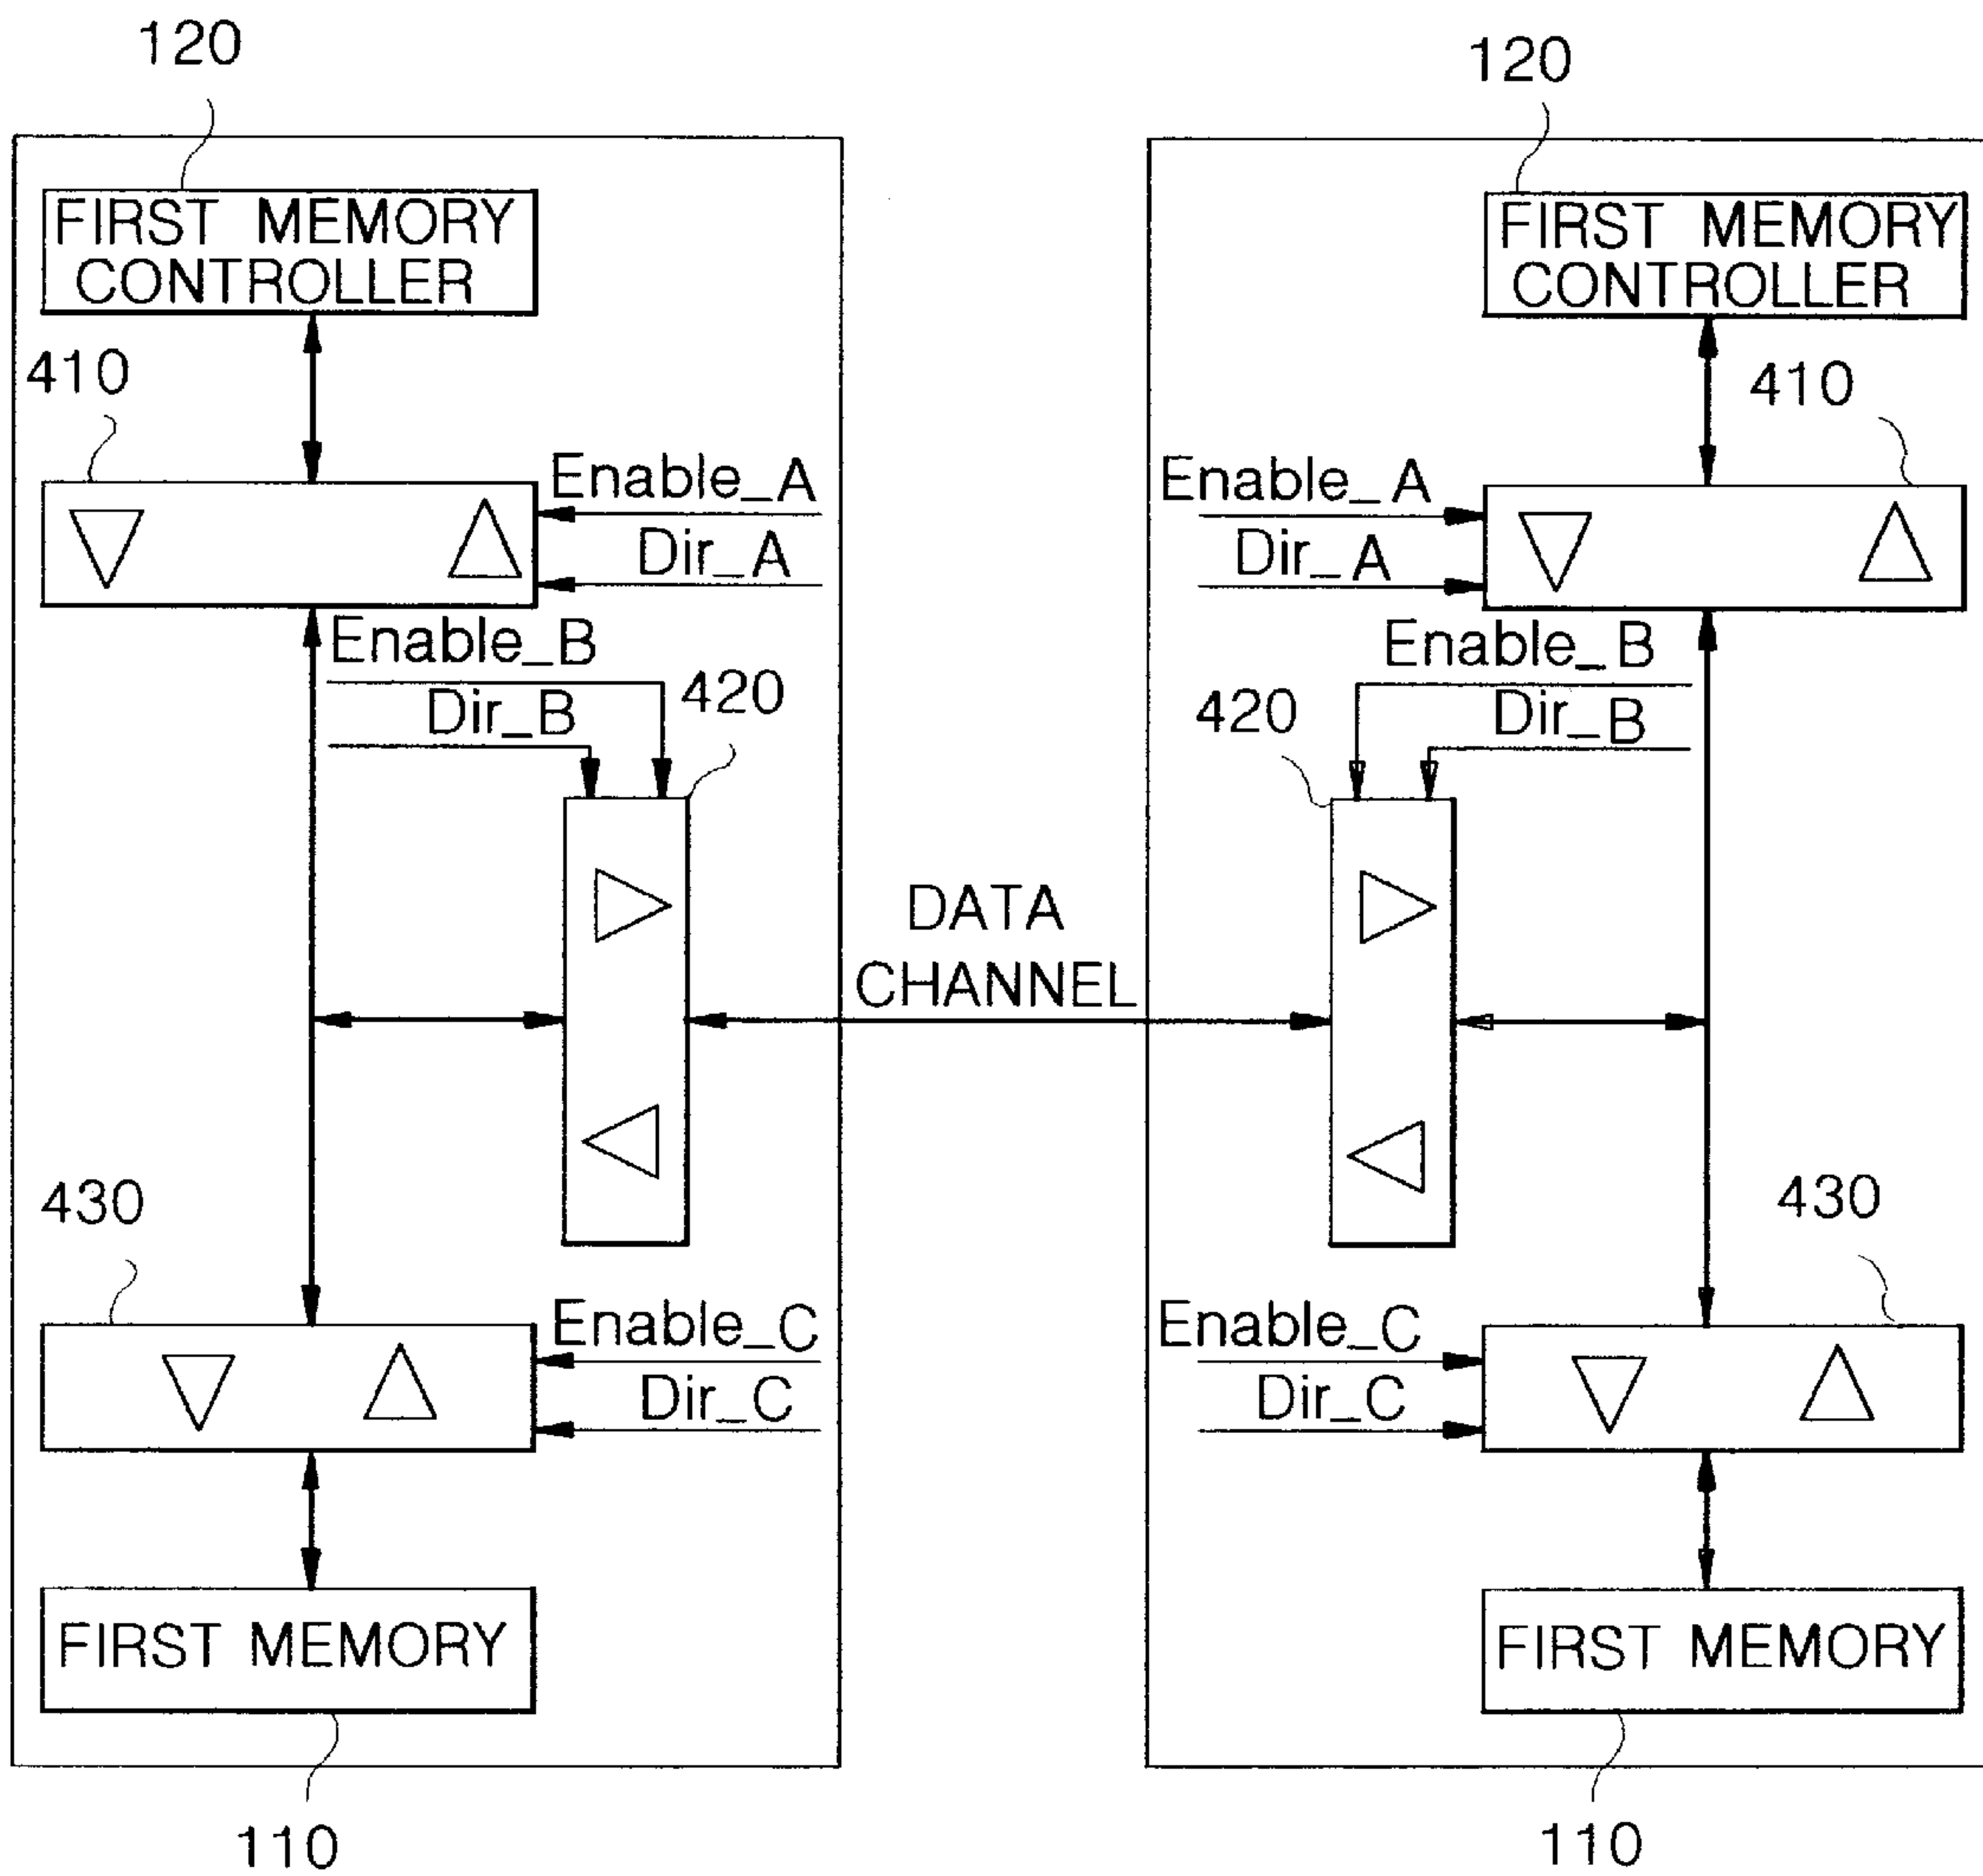 120
FIRST MEMORY
CONTROLLER
410
Enable_A
Dir_A
Enable_B
Dir_B
420
430
Enable_C
Dir_C
FIRST MEMORY
110
DATA
CHANNEL
120
FIRST MEMORY
CONTROLLER
410
Enable_A
Dir_A
Enable_B
Dir_B
420
430
Enable_C
Dir_C
FIRST MEMORY
110